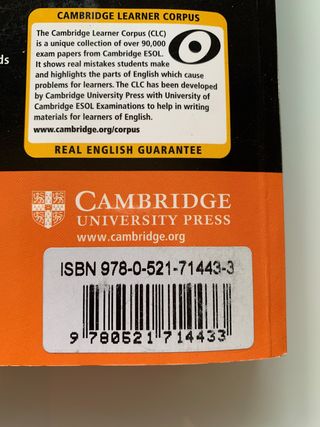 ds
CAMBRIDGE LEARNER CORPUS
The Cambridge Learner Corpus (CLC)
is a unique collection of over 90,000
exam papers from Cambridge ESOL.
It shows real mistakes students make
and highlights the parts of English which cause
problems for learners. The CLC has been developed
by Cambridge University Press with University of
Cambridge ESOL Examinations to help in writing
materials for learners of English.
www.cambridge.org/corpus
REAL ENGLISH GUARANTEE
CAMBRIDGE
UNIVERSITY PRESS
www.cambridge.org
ISBN 978-0-521-71443-3
9 780521 714433